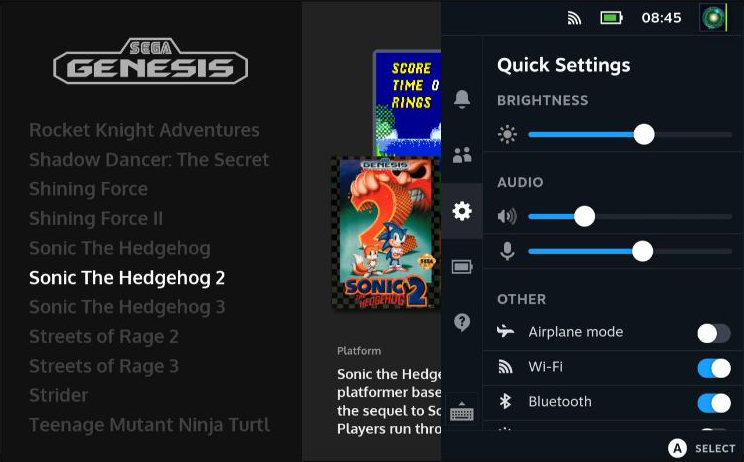 08:45
SEGA
GENESIS
Rocket Knight Adventures
Shadow Dancer: The Secret
Shining Force
Shining Force II
Sonic The Hedgehog
Sonic The Hedgehog 2
Sonic The Hedgehog 3
Streets of Rage 2
Streets of Rage 3
Strider
Teenage Mutant Ninja Turtl
SCORE
TIME 0
RINGS
GENESIS
2
SEGA
SONIC
THE
HEDGEHOG
2
Platform
Sonic the Hedge
platformer base
the sequel to So
Players run thro
Quick Settings
BRIGHTNESS
AUDIO
OTHER
Airplane mode
Wi-Fi
Bluetooth
A SELECT